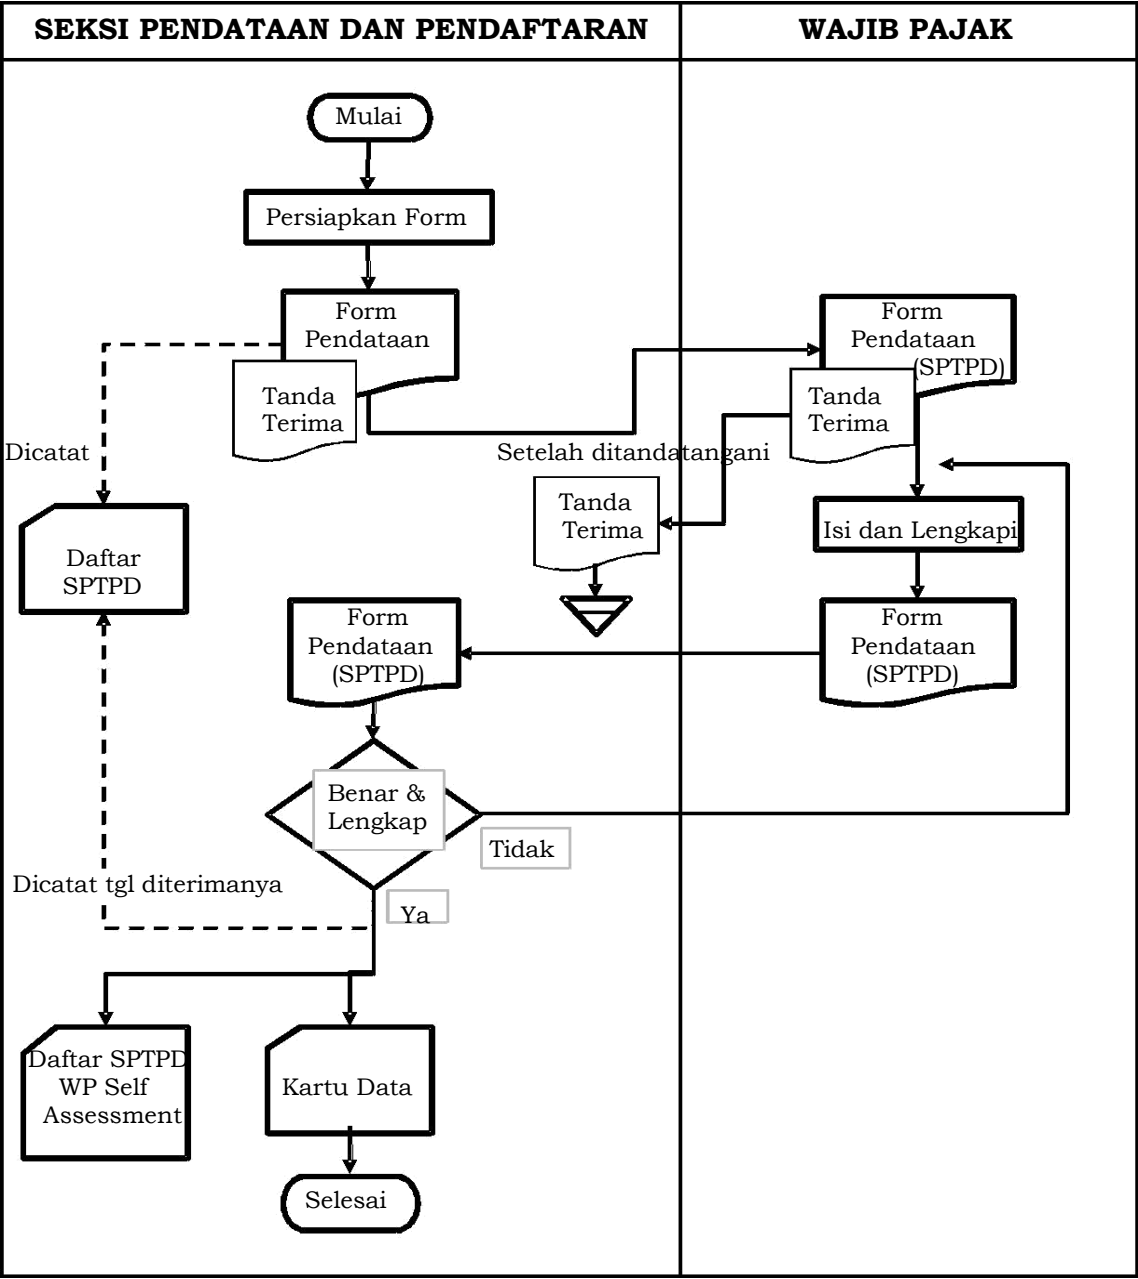 SEKSI PENDATAAN DAN PENDAFTARAN
WAJIB PAJAK
Mulai
Persiapkan Form
Form
Pendataan
Tanda
Terima
Form
Pendataan
(SPTPD)
Tanda
Terima
Dicatat
Setelah ditandatangani
Tanda
Terima
Isi dan Lengkapi
Daftar
SPTPD
Form
Pendataan
(SPTPD)
Form
Pendataan
(SPTPD)
Benar &
Lengkap
Tidak
Dicatat tgl diterimanya
Ya
Daftar SPTPD
WP Self
Assessment
Kartu Data
Selesai